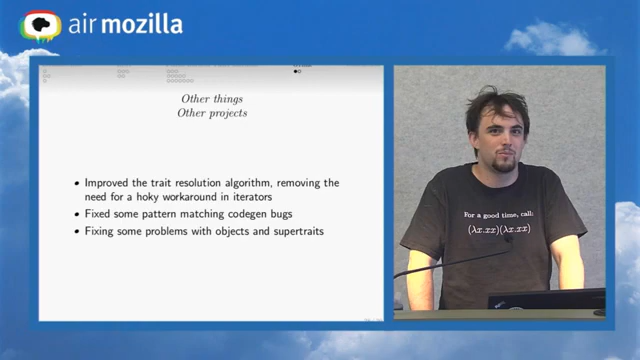 air mozilla
Other things
Other projects
• Improved the trait resolution algorithm, removing the
need for a hoky workaround in iterators
• Fixed some pattern matching codegen bugs
• Fixing some problems with objects and supertraits
For a good time, call:
(λx.xx)(λx.xx)